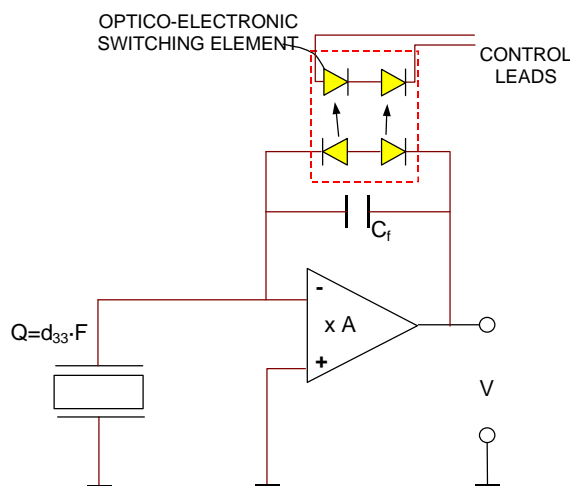 OPTICO-ELECTRONIC
SWITCHING ELEMENT
CONTROL
LEADS
Cf
-
x A
+
Q=d33·F
V